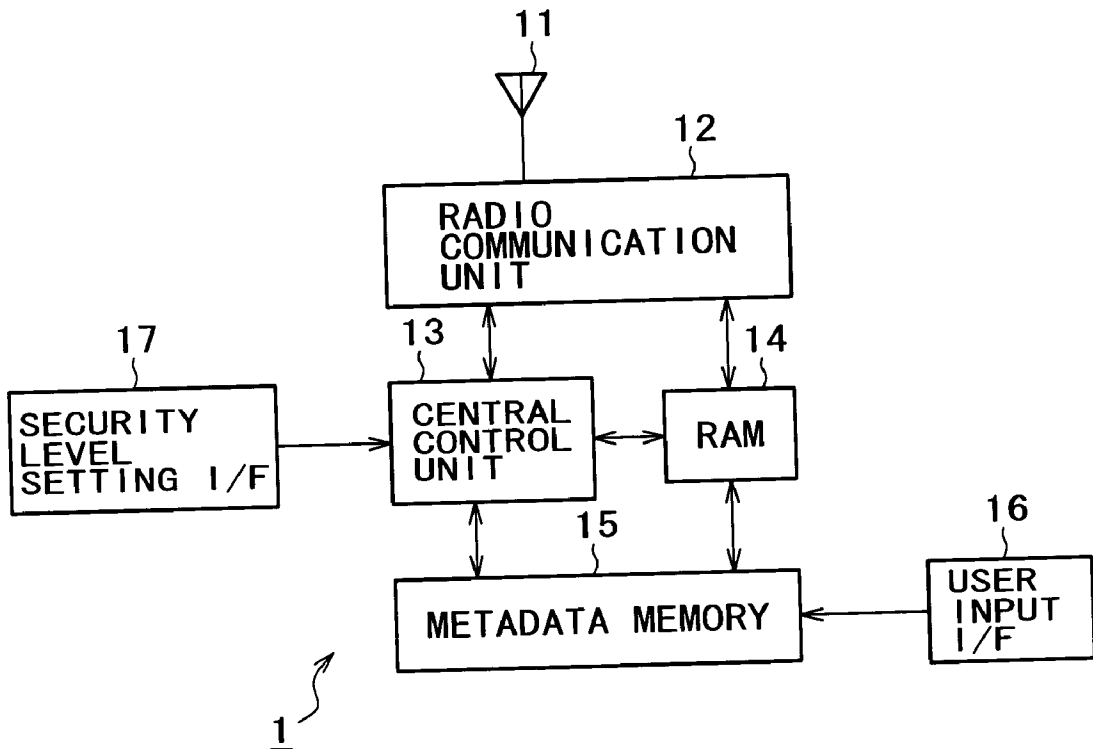 11
12
RADIO
COMMUNICATION
UNIT
17
13
14
SECURITY
LEVEL
SETTING I/F
CENTRAL
CONTROL
UNIT
RAM
15
16
METADATA MEMORY
USER
INPUT
I/F
1